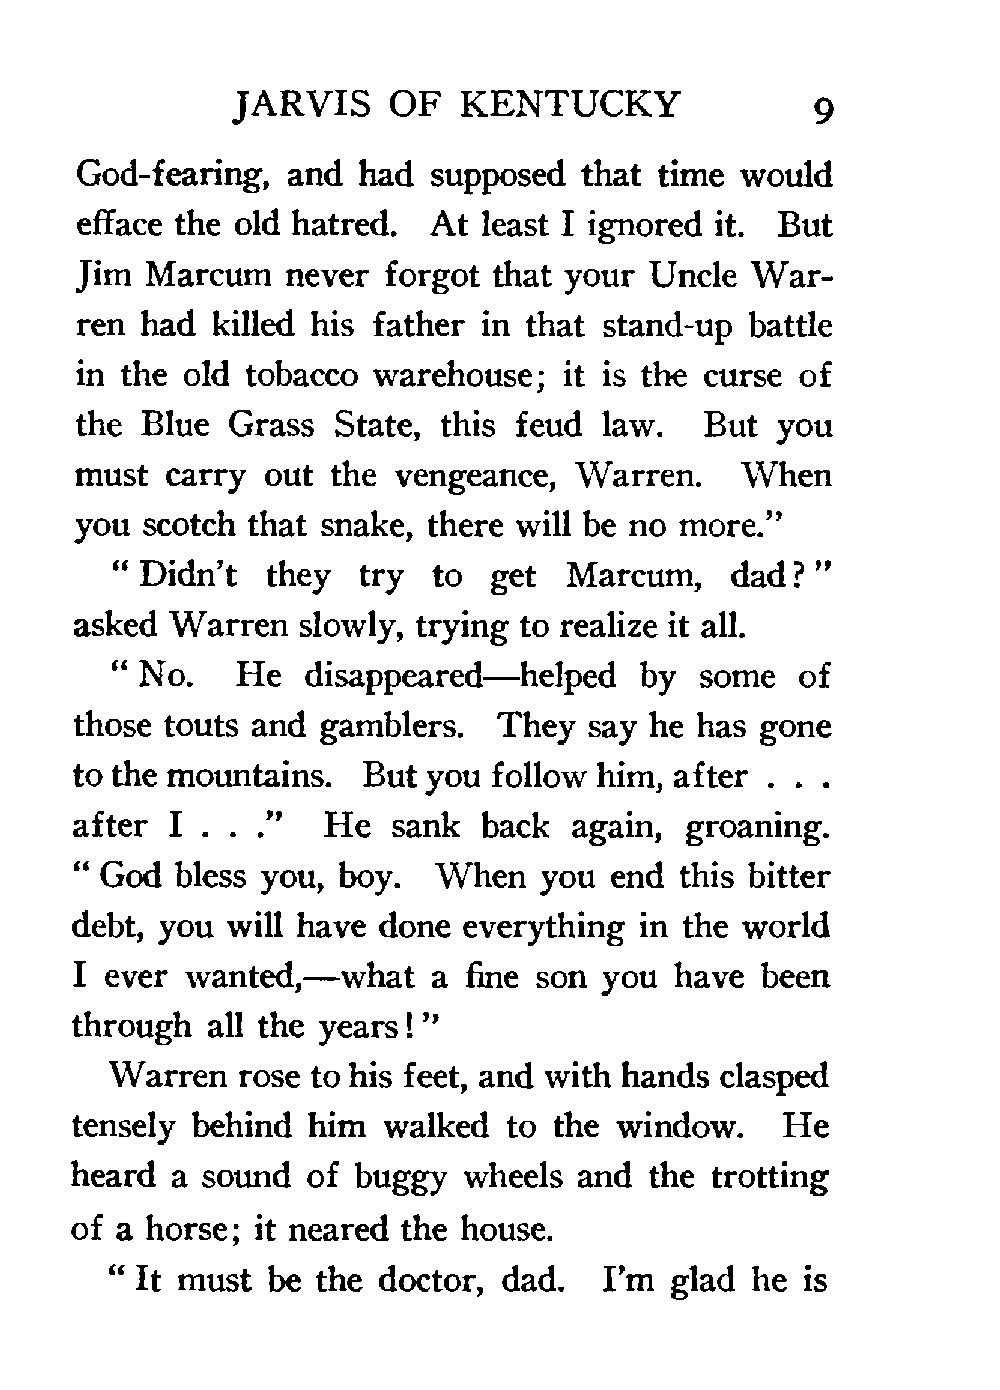 JARVIS OF KENTUCKY 9
God-fearing, and had supposed that time would
efface the old hatred. At least I ignored it. But
Jim Marcum never forgot that your Uncle War-
ren had killed his father in that stand-up battle
in the old tobacco warehouse; it is the curse of
the Blue Grass State, this feud law. But you
must carry out the vengeance, Warren. When
you scotch that snake, there will be no more.”
“ Didn’t they try to get Marcum, dad? ”
asked Warren slowly, trying to realize it all.
“ No. He disappeared—helped by some of
those touts and gamblers. They say he has gone
to the mountains. But you follow him, after . . .
after I . . .” He sank back again, groaning.
“ God bless you, boy. When you end this bitter
debt, you will have done everything in the world
I ever wanted,—what a fine son you have been
through all the years! ”
Warren rose to his feet, and with hands clasped
tensely behind him walked to the window. He
heard a sound of buggy wheels and the trotting
of a horse; it neared the house.
“ It must be the doctor, dad. I’m glad he is